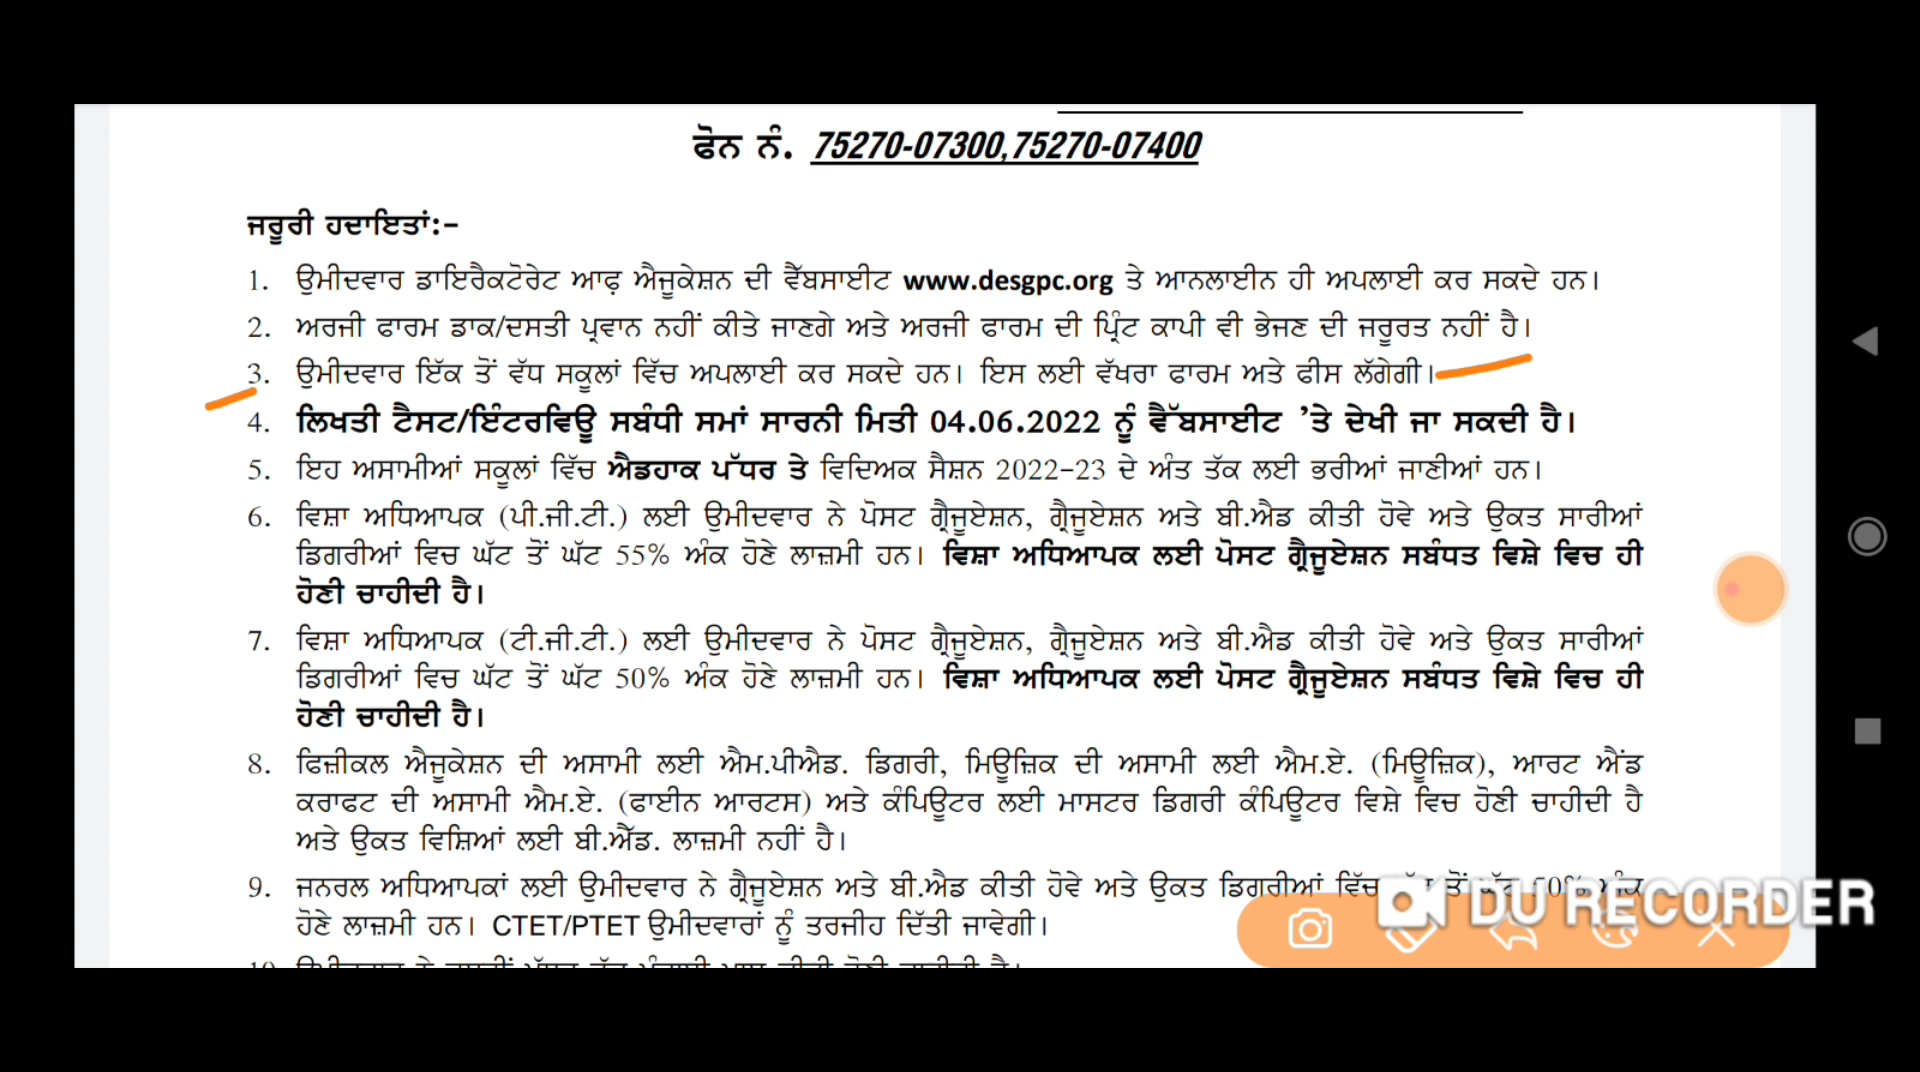 ਫੋਨ ਨੰ. 75270-07300,75270-07400
ਜਰੂਰੀ ਹਦਾਇਤਾਂ:-
1. ਉਮੀਦਵਾਰ ਡਾਇਰੈਕਟੋਰੇਟ ਆਫ਼ ਐਜੂਕੇਸ਼ਨ ਦੀ ਵੈੱਬਸਾਈਟ www.desgpc.org ਤੇ ਆਨਲਾਈਨ ਹੀ ਅਪਲਾਈ ਕਰ ਸਕਦੇ ਹਨ।
2. ਅਰਜੀ ਫਾਰਮ ਡਾਕ/ਦਸਤੀ ਪ੍ਰਵਾਨ ਨਹੀਂ ਕੀਤੇ ਜਾਣਗੇ ਅਤੇ ਅਰਜੀ ਫਾਰਮ ਦੀ ਪ੍ਰਿੰਟ ਕਾਪੀ ਵੀ ਭੇਜਣ ਦੀ ਜਰੂਰਤ ਨਹੀਂ ਹੈ।
3. ਉਮੀਦਵਾਰ ਇੱਕ ਤੋਂ ਵੱਧ ਸਕੂਲਾਂ ਵਿੱਚ ਅਪਲਾਈ ਕਰ ਸਕਦੇ ਹਨ। ਇਸ ਲਈ ਵੱਖਰਾ ਫਾਰਮ ਅਤੇ ਫੀਸ ਲੱਗੇਗੀ।
4. ਲਿਖਤੀ ਟੈਸਟ/ਇੰਟਰਵਿਊ ਸਬੰਧੀ ਸਮਾਂ ਸਾਰਨੀ ਮਿਤੀ 04.06.2022 ਨੂੰ ਵੈੱਬਸਾਈਟ 'ਤੇ ਦੇਖੀ ਜਾ ਸਕਦੀ ਹੈ।
5. ਇਹ ਅਸਾਮੀਆਂ ਸਕੂਲਾਂ ਵਿੱਚ ਐਡਹਾਕ ਪੱਧਰ ਤੇ ਵਿਦਿਅਕ ਸੈਸ਼ਨ 2022-23 ਦੇ ਅੰਤ ਤੱਕ ਲਈ ਭਰੀਆਂ ਜਾਣੀਆਂ ਹਨ।
6. ਵਿਸ਼ਾ ਅਧਿਆਪਕ (ਪੀ.ਜੀ.ਟੀ.) ਲਈ ਉਮੀਦਵਾਰ ਨੇ ਪੋਸਟ ਗ੍ਰੈਜੂਏਸ਼ਨ, ਗ੍ਰੈਜੂਏਸ਼ਨ ਅਤੇ ਬੀ.ਐਡ ਕੀਤੀ ਹੋਵੇ ਅਤੇ ਉਕਤ ਸਾਰੀਆਂ
ਡਿਗਰੀਆਂ ਵਿਚ ਘੱਟ ਤੋਂ ਘੱਟ 55% ਅੰਕ ਹੋਣੇ ਲਾਜ਼ਮੀ ਹਨ। ਵਿਸ਼ਾ ਅਧਿਆਪਕ ਲਈ ਪੋਸਟ ਗ੍ਰੈਜੂਏਸ਼ਨ ਸਬੰਧਤ ਵਿਸ਼ੇ ਵਿਚ ਹੀ
ਹੋਣੀ ਚਾਹੀਦੀ ਹੈ।
7. ਵਿਸ਼ਾ ਅਧਿਆਪਕ (ਟੀ.ਜੀ.ਟੀ.) ਲਈ ਉਮੀਦਵਾਰ ਨੇ ਪੋਸਟ ਗ੍ਰੈਜੂਏਸ਼ਨ, ਗ੍ਰੈਜੂਏਸ਼ਨ ਅਤੇ ਬੀ.ਐਡ ਕੀਤੀ ਹੋਵੇ ਅਤੇ ਉਕਤ ਸਾਰੀਆਂ
ਡਿਗਰੀਆਂ ਵਿਚ ਘੱਟ ਤੋਂ ਘੱਟ 50% ਅੰਕ ਹੋਣੇ ਲਾਜ਼ਮੀ ਹਨ। ਵਿਸ਼ਾ ਅਧਿਆਪਕ ਲਈ ਪੋਸਟ ਗ੍ਰੈਜੂਏਸ਼ਨ ਸਬੰਧਤ ਵਿਸ਼ੇ ਵਿਚ ਹੀ
ਹੋਣੀ ਚਾਹੀਦੀ ਹੈ।
8. ਫਿਜ਼ੀਕਲ ਐਜੂਕੇਸ਼ਨ ਦੀ ਅਸਾਮੀ ਲਈ ਐਮ.ਪੀਐਡ. ਡਿਗਰੀ, ਮਿਊਜ਼ਿਕ ਦੀ ਅਸਾਮੀ ਲਈ ਐਮ.ਏ. (ਮਿਊਜ਼ਿਕ), ਆਰਟ ਐਂਡ
ਕਰਾਫਟ ਦੀ ਅਸਾਮੀ ਐਮ.ਏ. (ਫਾਈਨ ਆਰਟਸ) ਅਤੇ ਕੰਪਿਊਟਰ ਲਈ ਮਾਸਟਰ ਡਿਗਰੀ ਕੰਪਿਊਟਰ ਵਿਸ਼ੇ ਵਿਚ ਹੋਣੀ ਚਾਹੀਦੀ ਹੈ
ਅਤੇ ਉਕਤ ਵਿਸ਼ਿਆਂ ਲਈ ਬੀ.ਐੱਡ. ਲਾਜ਼ਮੀ ਨਹੀਂ ਹੈ।
9. ਜਨਰਲ ਅਧਿਆਪਕਾਂ ਲਈ ਉਮੀਦਵਾਰ ਨੇ ਗ੍ਰੈਜੂਏਸ਼ਨ ਅਤੇ ਬੀ.ਐਡ ਕੀਤੀ ਹੋਵੇ ਅਤੇ ਉਕਤ ਡਿਗਰੀਆਂ ਵਿੱਚ ਤੋਂ
ਹੋਣੇ ਲਾਜ਼ਮੀ ਹਨ। CTET/PTET ਉਮੀਦਵਾਰਾਂ ਨੂੰ ਤਰਜੀਹ ਦਿੱਤੀ ਜਾਵੇਗੀ।
DU RECORDER